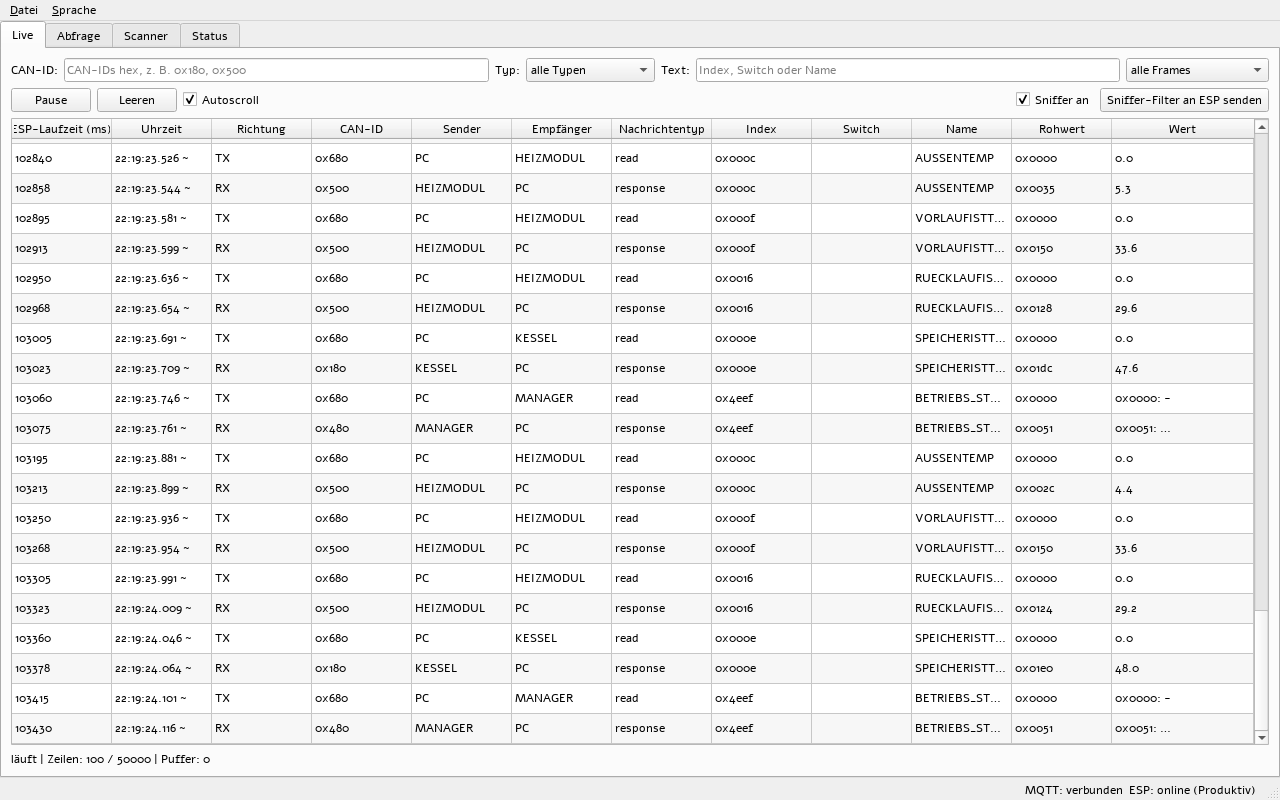 Datei Sprache
Live Abfrage Scanner Status
CAN-ID: CAN-IDs hex, z. B. 0x180, 0x500 Typ: alle Typen Text: Index, Switch oder Name alle Frames
Pause Leeren Autoscroll Sniffer an Sniffer-Filter an ESP senden
ESP-Laufzeit (ms) Uhrzeit Richtung CAN-ID Sender Empfänger Nachrichtentyp Index Switch Name Rohwert Wert
102840 22:19:23.526 ~ TX 0x680 PC HEIZMODUL read 0x000c AUSSENTEMP 0x0000 0.0
102858 22:19:23.544 ~ RX 0x500 HEIZMODUL PC response 0x000c AUSSENTEMP 0x0035 5.3
102895 22:19:23.581 ~ TX 0x680 PC HEIZMODUL read 0x000f VORLAUFISTT... 0x0000 0.0
102913 22:19:23.599 ~ RX 0x500 HEIZMODUL PC response 0x000f VORLAUFISTT... 0x0150 33.6
102950 22:19:23.636 ~ TX 0x680 PC HEIZMODUL read 0x0016 RUECKLAUFIS... 0x0000 0.0
102968 22:19:23.654 ~ RX 0x500 HEIZMODUL PC response 0x0016 RUECKLAUFIS... 0x0128 29.6
103005 22:19:23.691 ~ TX 0x680 PC KESSEL read 0x000e SPEICHERISTT... 0x0000 0.0
103023 22:19:23.709 ~ RX 0x180 KESSEL PC response 0x000e SPEICHERISTT... 0x01dc 47.6
103060 22:19:23.746 ~ TX 0x680 PC MANAGER read 0x4eef BETRIEBS_ST... 0x0000 0x0000: -
103075 22:19:23.761 ~ RX 0x480 MANAGER PC response 0x4eef BETRIEBS_ST... 0x0051 0x0051: ...
103195 22:19:23.881 ~ TX 0x680 PC HEIZMODUL read 0x000c AUSSENTEMP 0x0000 0.0
103213 22:19:23.899 ~ RX 0x500 HEIZMODUL PC response 0x000c AUSSENTEMP 0x002c 4.4
103250 22:19:23.936 ~ TX 0x680 PC HEIZMODUL read 0x000f VORLAUFISTT... 0x0000 0.0
103268 22:19:23.954 ~ RX 0x500 HEIZMODUL PC response 0x000f VORLAUFISTT... 0x0150 33.6
103305 22:19:23.991 ~ TX 0x680 PC HEIZMODUL read 0x0016 RUECKLAUFIS... 0x0000 0.0
103323 22:19:24.009 ~ RX 0x500 HEIZMODUL PC response 0x0016 RUECKLAUFIS... 0x0124 29.2
103360 22:19:24.046 ~ TX 0x680 PC KESSEL read 0x000e SPEICHERISTT... 0x0000 0.0
103378 22:19:24.064 ~ RX 0x180 KESSEL PC response 0x000e SPEICHERISTT... 0x01e0 48.0
103415 22:19:24.101 ~ TX 0x680 PC MANAGER read 0x4eef BETRIEBS_ST... 0x0000 0x0000: -
103430 22:19:24.116 ~ RX 0x480 MANAGER PC response 0x4eef BETRIEBS_ST... 0x0051 0x0051: ...
läuft | Zeilen: 100 / 50000 | Puffer: 0
MQTT: verbunden ESP: online (Produktiv)